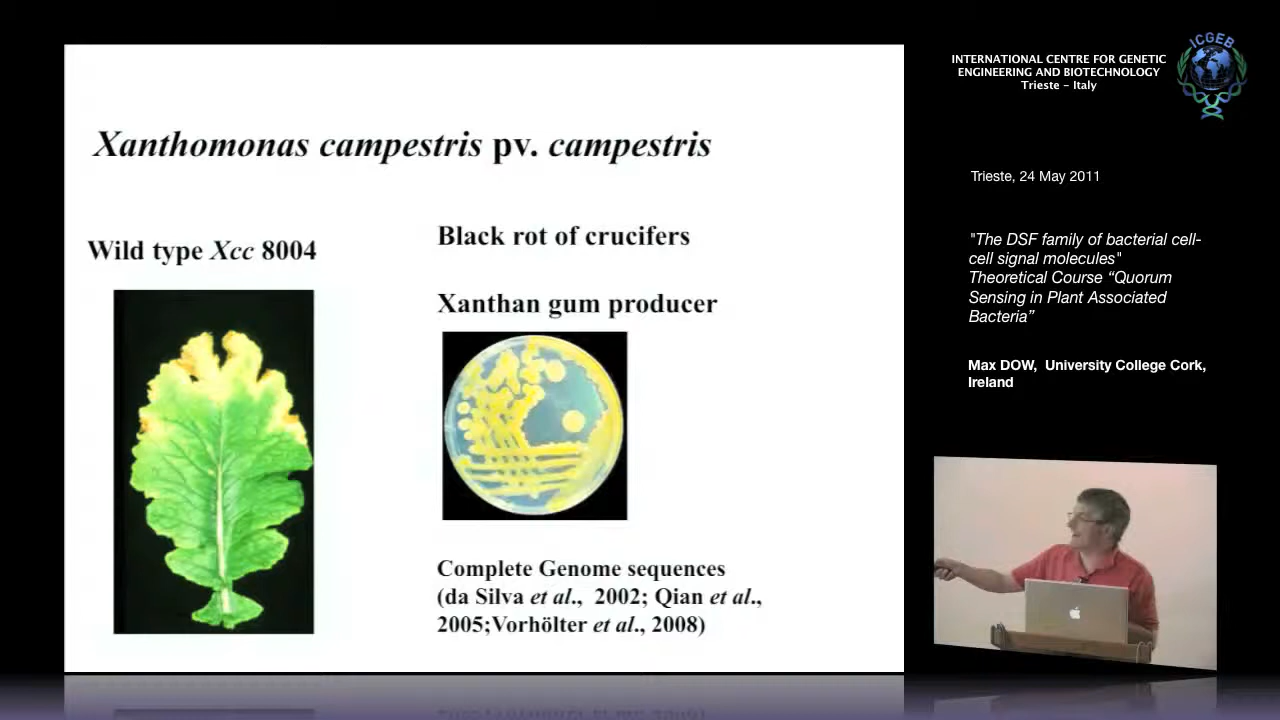 Xanthomonas campestris pv. campestris
Wild type Xcc 8004
Black rot of crucifers
Xanthan gum producer
Complete Genome sequences
(da Silva et al., 2002; Qian et al.,
2005;Vorhölter et al., 2008)
INTERNATIONAL CENTRE FOR GENETIC
ENGINEERING AND BIOTECHNOLOGY
Trieste - Italy
ICGEB
Trieste, 24 May 2011
"The DSF family of bacterial cell-
cell signal molecules"
Theoretical Course “Quorum
Sensing in Plant Associated
Bacteria”
Max DOW, University College Cork,
Ireland